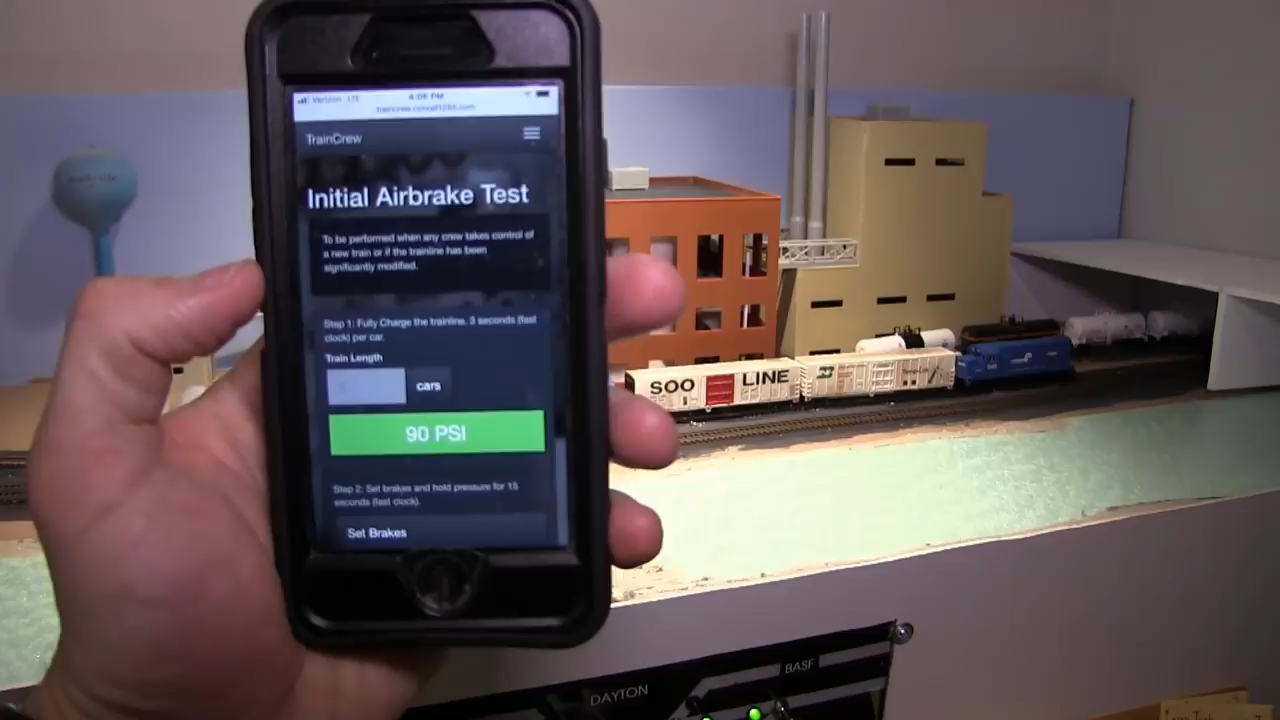 Verizon LTE
4:06 PM
TrainCrew
Initial Airbrake Test
To be performed when any crew takes control of
a new train or if the trainline has been
significantly modified.
Step 1: Fully Charge the trainline. 3 seconds (fast
clock) per car.
Train Length
cars
90 PSI
Step 2: Set brakes and hold pressure for 15
seconds (fast clock).
Set Brakes
SOO LINE
DAYTON
BASF